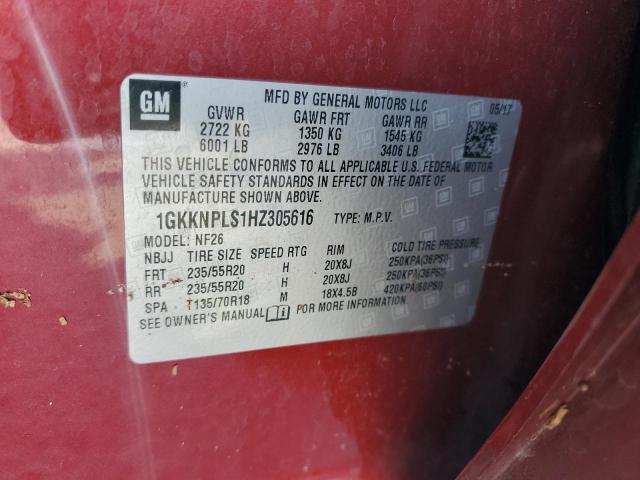 GM
MFD BY GENERAL MOTORS LLC
05/17
GVWR GAWR FRT GAWR RR
2722 KG 1350 KG 1545 KG
6001 LB 2976 LB 3406 LB
THIS VEHICLE CONFORMS TO ALL APPLICABLE U.S. FEDERAL MOTOR
VEHICLE SAFETY STANDARDS IN EFFECT ON THE DATE OF
MANUFACTURE SHOWN ABOVE.
1GKKNPLS1HZ305616 TYPE: M.P.V.
MODEL: NF26
NBJJ TIRE SIZE SPEED RTG RIM COLD TIRE PRESSURE
FRT 235/55R20 H 20X8J 250KPA(36PSI)
RR 235/55R20 H 20X8J 250KPA(36PSI)
SPA T135/70R18 M 18X4.5B 420KPA(60PSI)
SEE OWNER'S MANUAL FOR MORE INFORMATION.